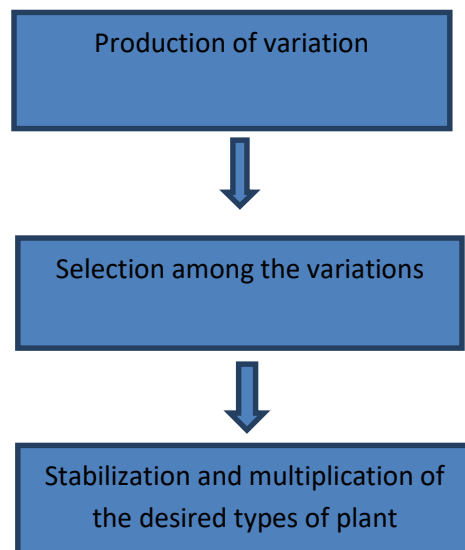 Production of variation
Selection among the variations
Stabilization and multiplication of
the desired types of plant